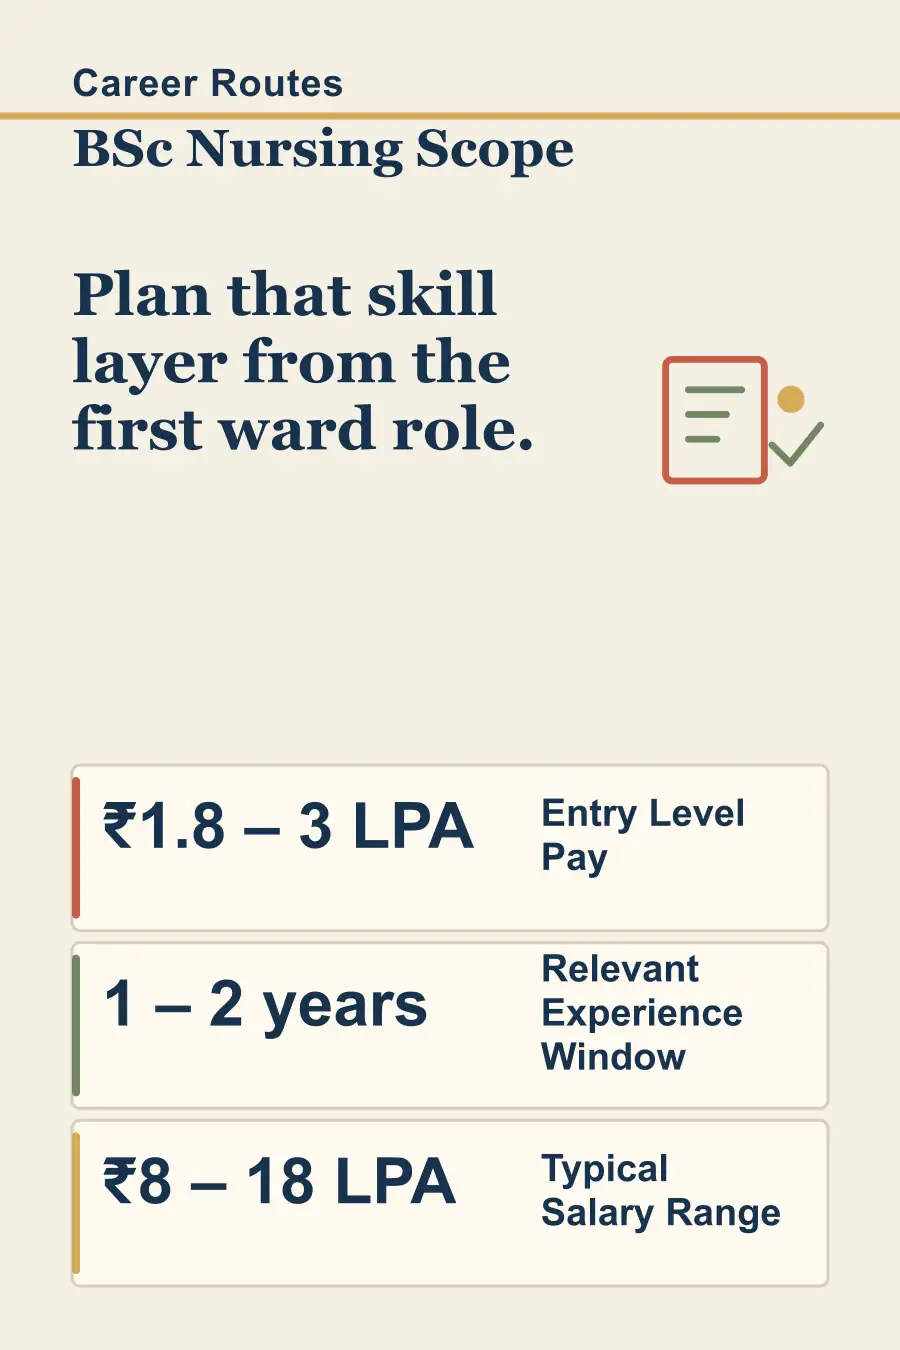 Career Routes
BSc Nursing Scope
Plan that skill
layer from the
first ward role.
₹1.8 – 3 LPA
Entry Level
Pay
1 – 2 years
Relevant
Experience
Window
₹8 – 18 LPA
Typical
Salary Range